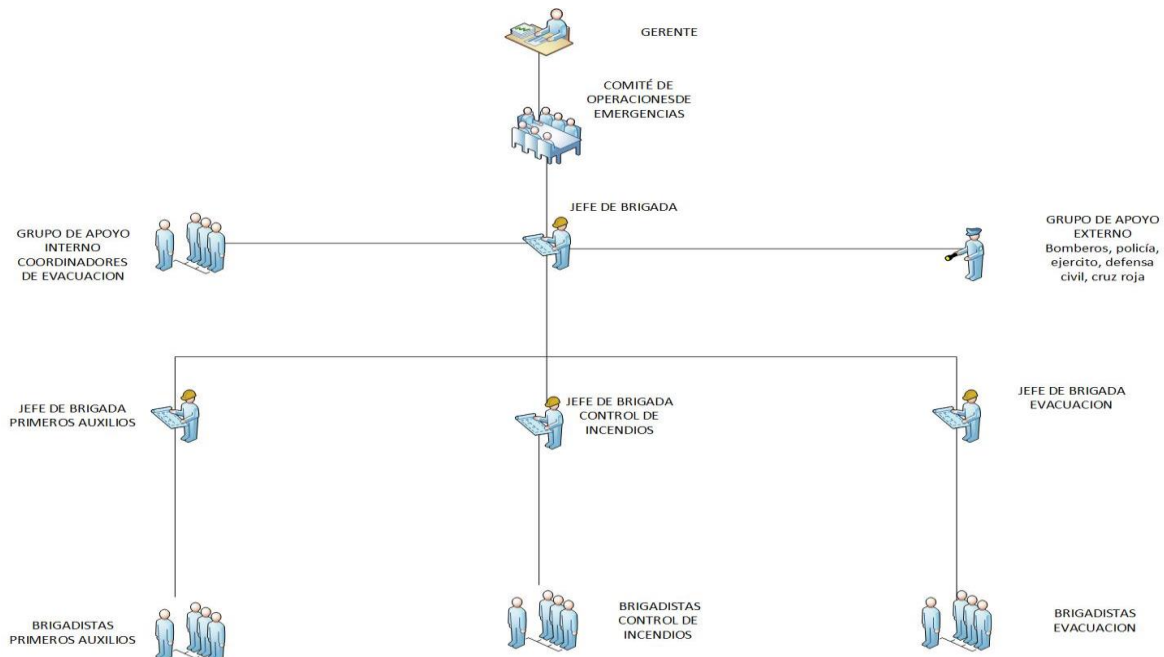 GERENTE
COMITÉ DE
OPERACIONESDE
EMERGENCIAS
JEFE DE BRIGADA
GRUPO DE APOYO
INTERNO
COORDINADORES
DE EVACUACION
GRUPO DE APOYO
EXTERNO
Bomberos, policía,
ejercito, defensa
civil, cruz roja
JEFE DE BRIGADA
PRIMEROS AUXILIOS
JEFE DE BRIGADA
CONTROL DE
INCENDIOS
JEFE DE BRIGADA
EVACUACION
BRIGADISTAS
PRIMEROS AUXILIOS
BRIGADISTAS
CONTROL DE
INCENDIOS
BRIGADISTAS
EVACUACION